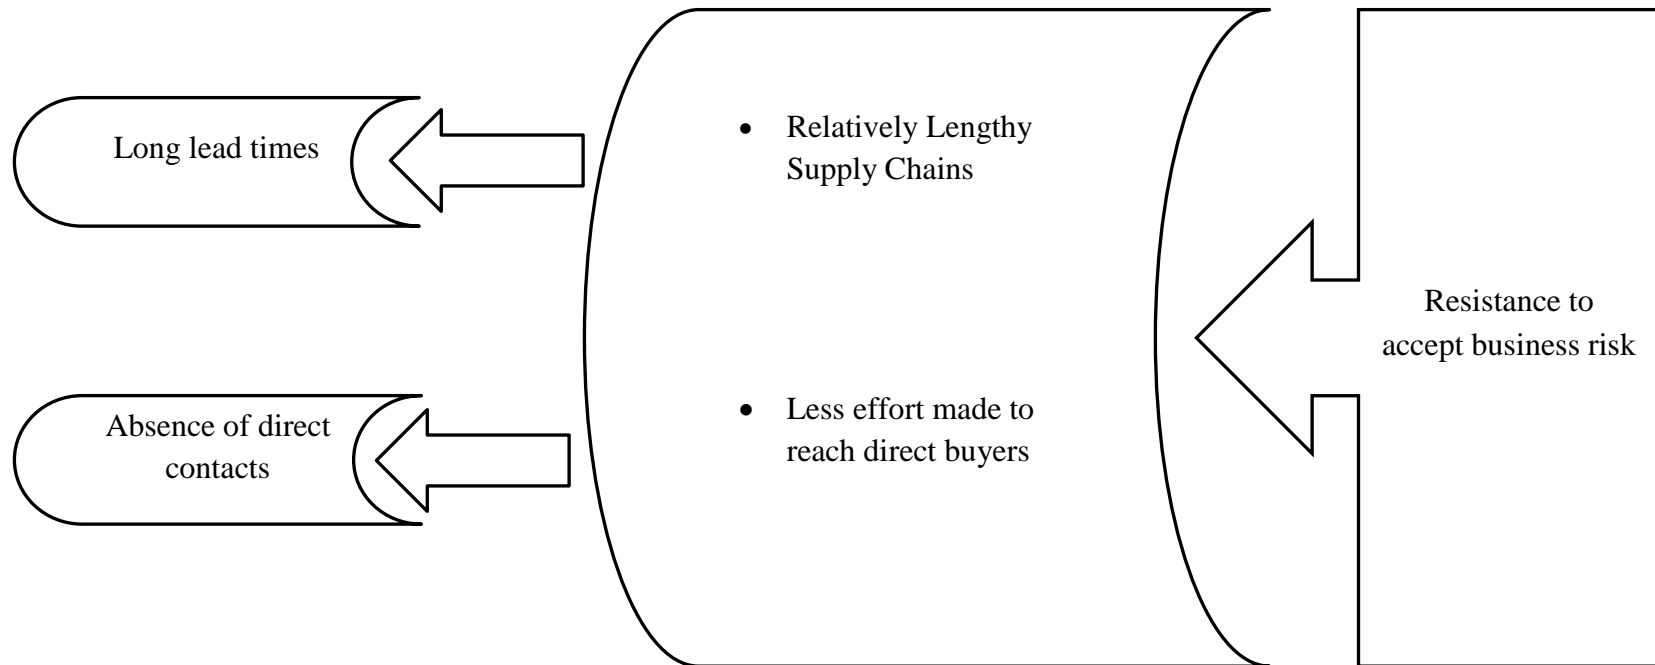 Long lead times
Absence of direct
contacts
• Relatively Lengthy
Supply Chains
• Less effort made to
reach direct buyers
Resistance to
accept business risk